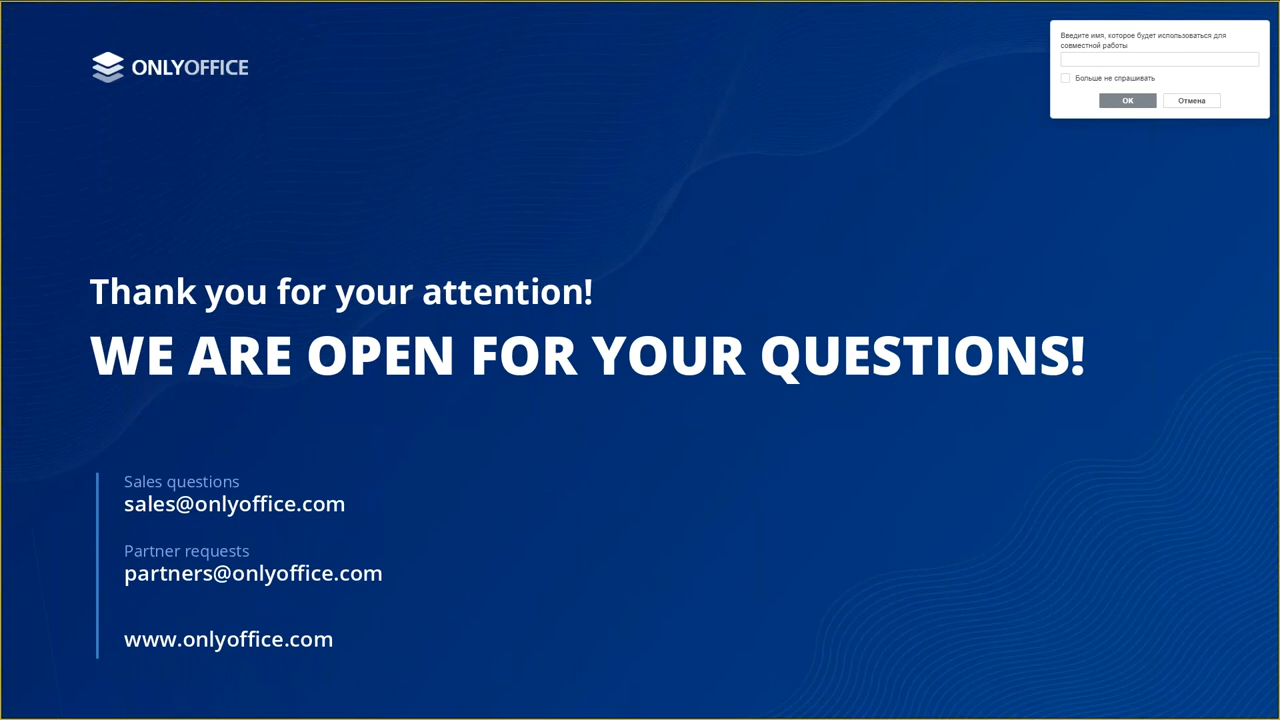 ONLYOFFICE
Введите имя, которое будет использоваться для
совместной работы
Больше не спрашивать
ОК
Отмена
Thank you for your attention!
WE ARE OPEN FOR YOUR QUESTIONS!
Sales questions
sales@onlyoffice.com
Partner requests
partners@onlyoffice.com
www.onlyoffice.com